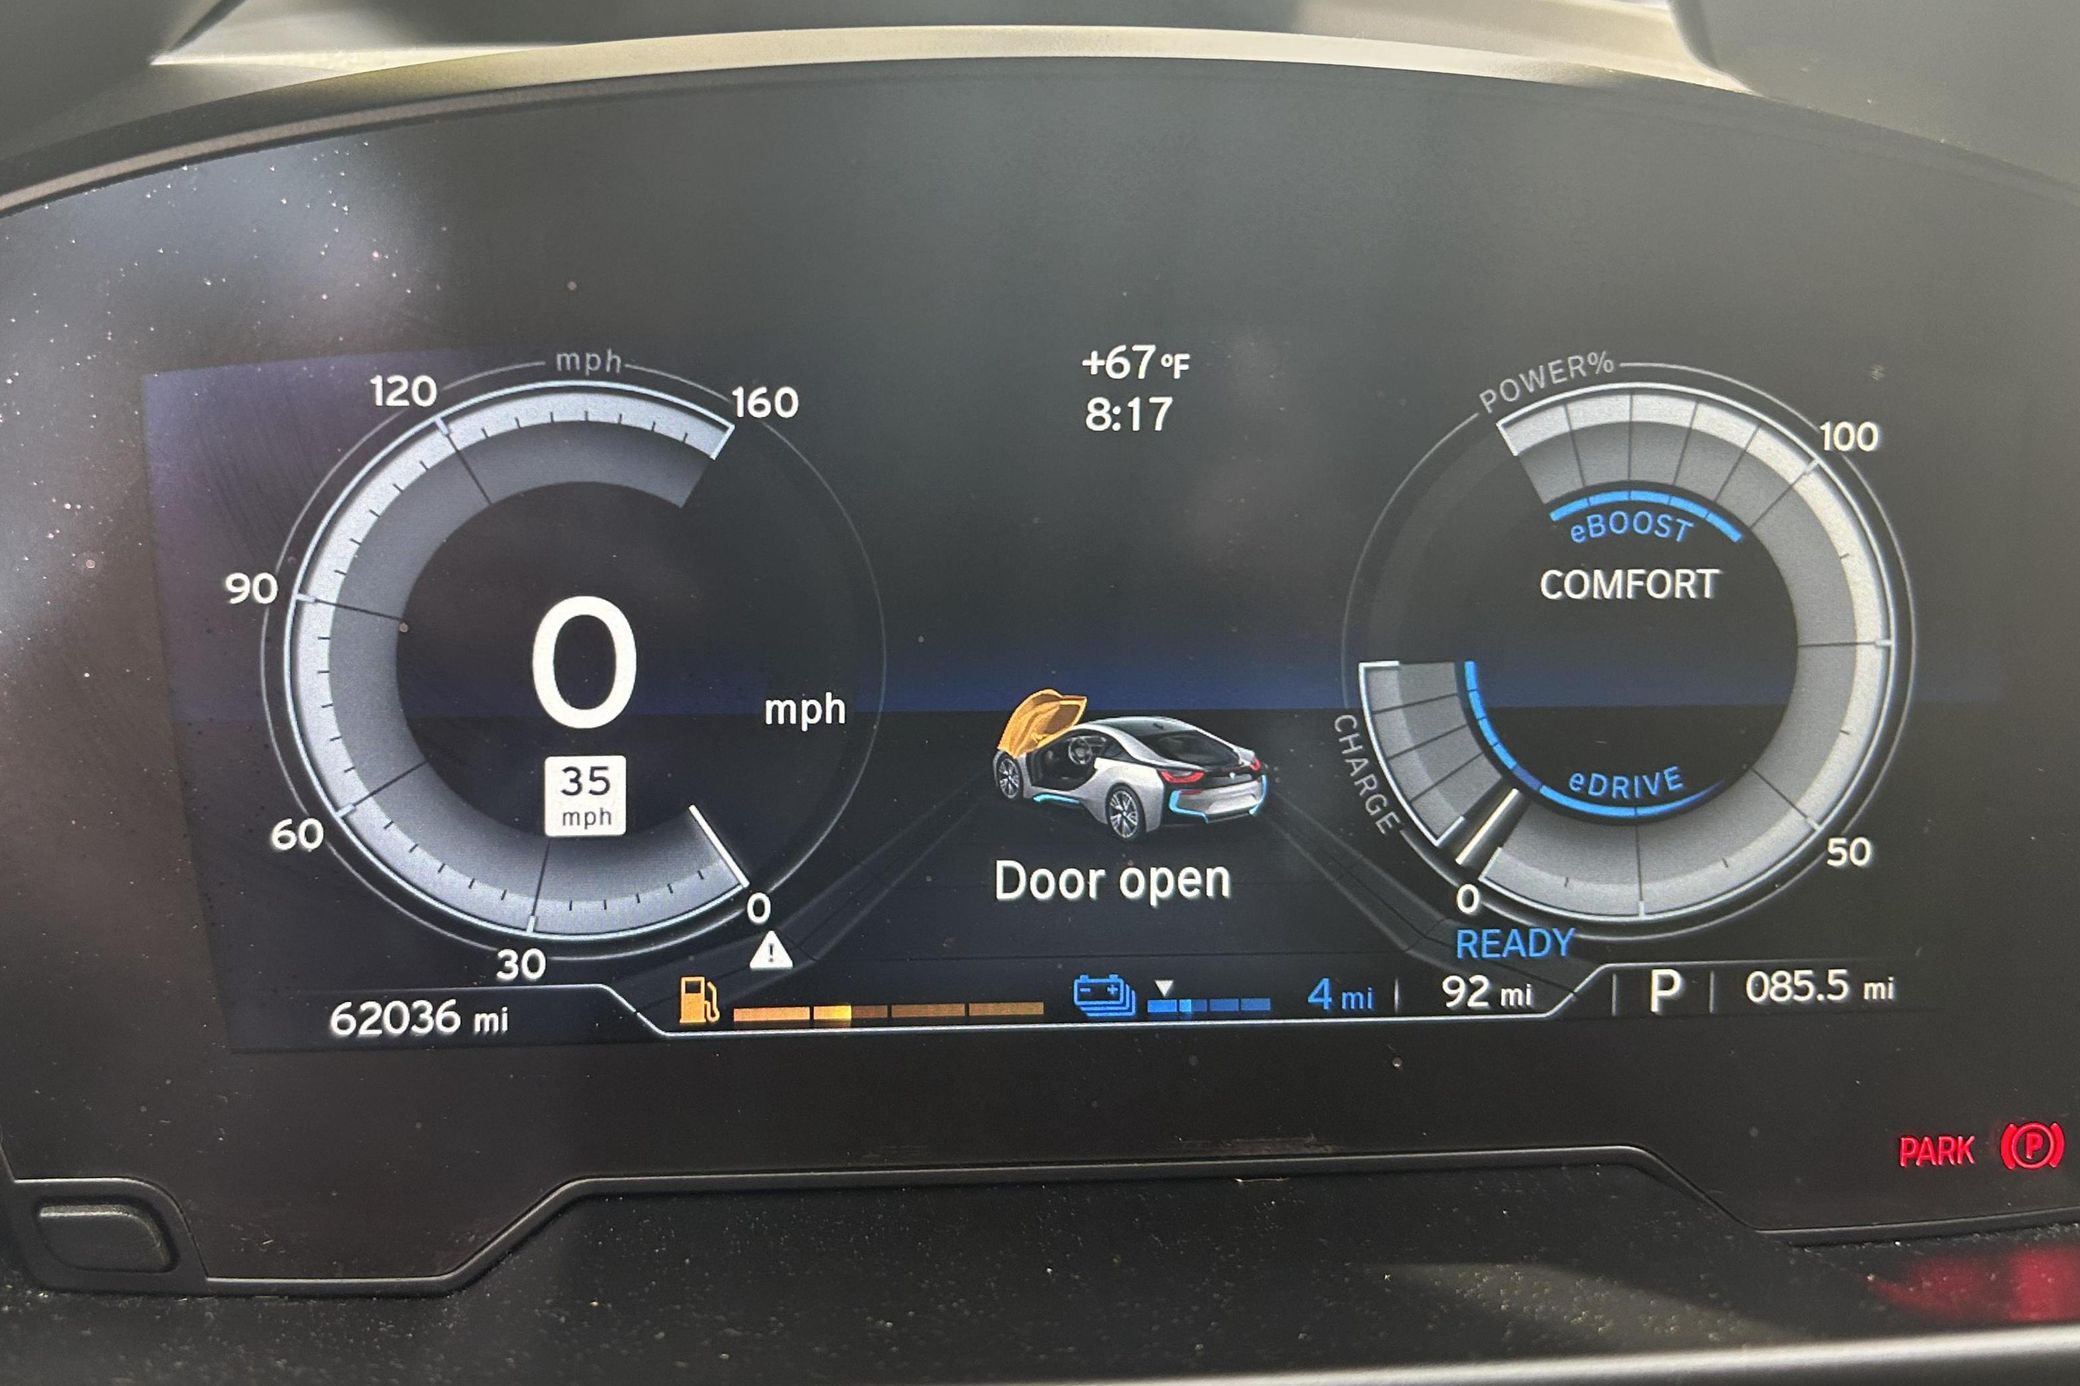 mph
120
160
90
60
30
0
0
mph
35
mph
+67°F
8:17
Door open
POWER%
100
eBOOST
COMFORT
CHARGE
eDRIVE
50
0
READY
62036 mi
4 mi
92 mi
P
085.5 mi
PARK (P)